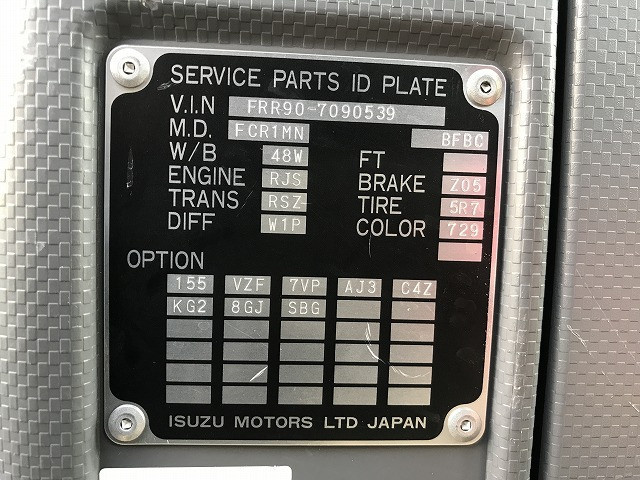 SERVICE PARTS ID PLATE
V.I.N FRR90-7090539
M.D. FCR1MN BFBC
W/B 48W FT
ENGINE RJS BRAKE Z05
TRANS RSZ TIRE 5R7
DIFF W1P COLOR 729
OPTION
155 VZF 7VP AJ3 C4Z
KG2 8GJ SBG
ISUZU MOTORS LTD JAPAN